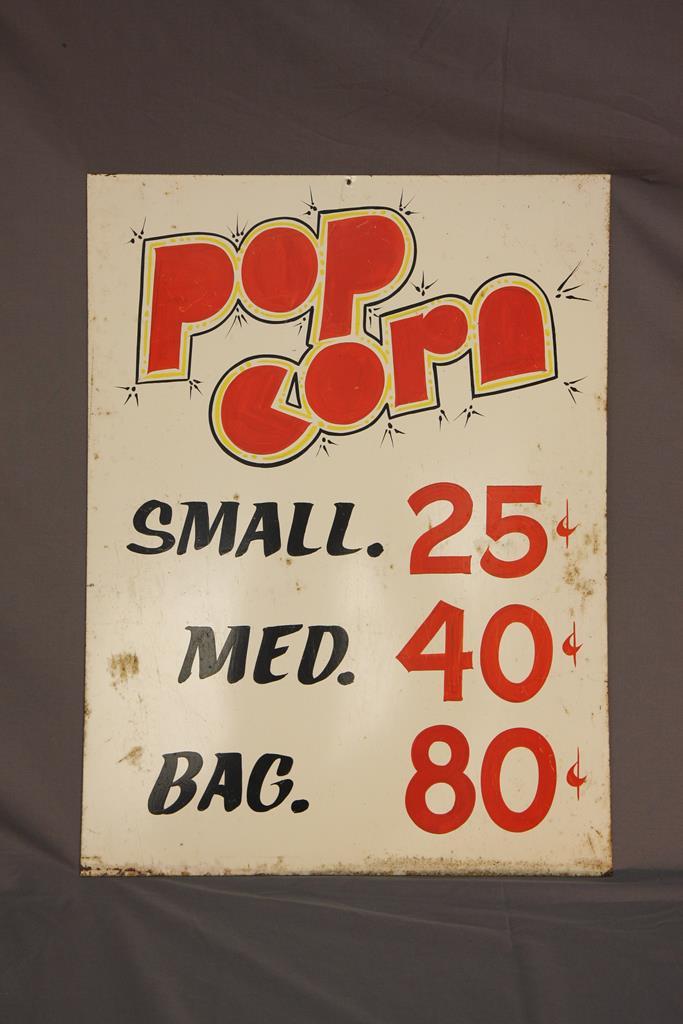 POP
corn
SMALL. 25¢
MED. 40¢
BAG. 80¢